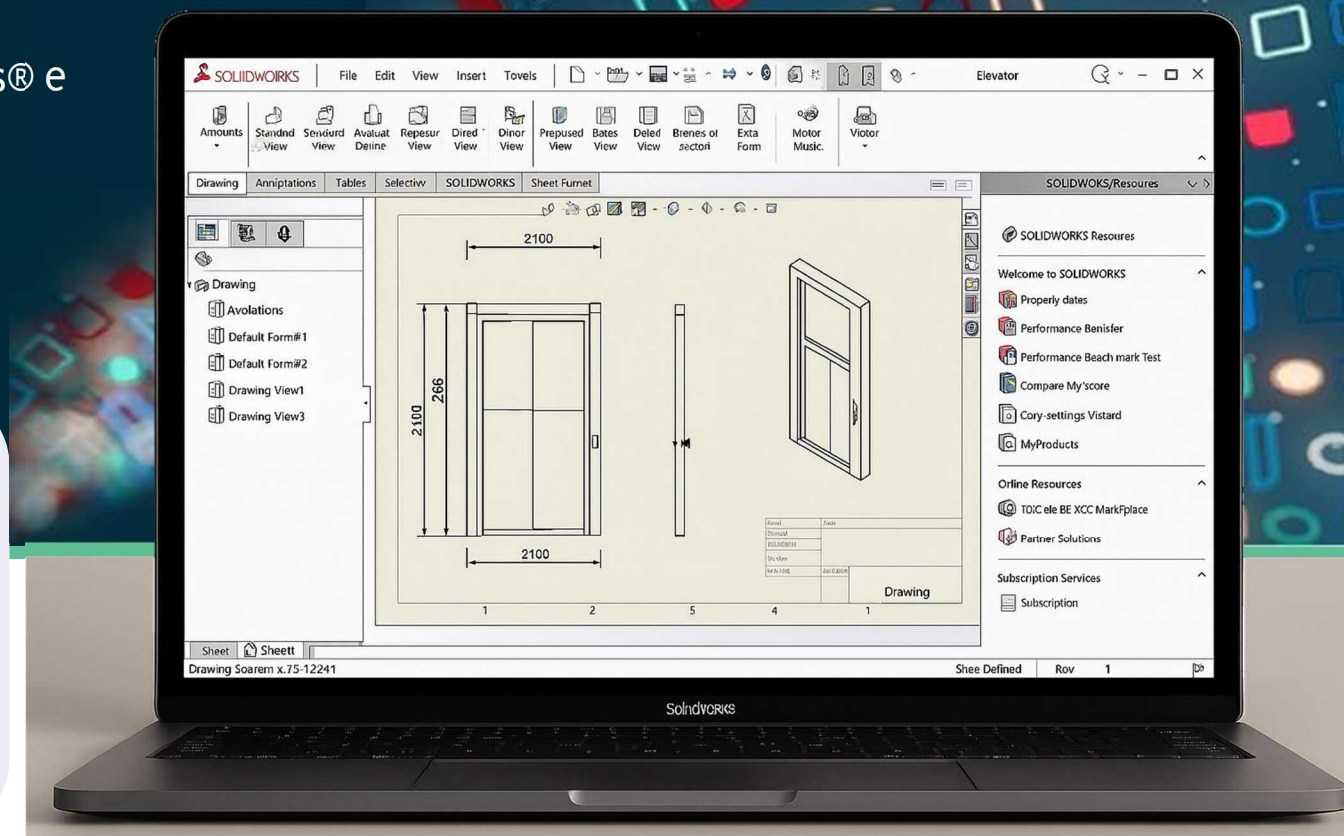 s® e
SOLIIDWOIRKS File Edit View Insert Tovels Elevator
Amounts
Standnd View
Sendurd View
Avaluat Deline
Repesur View
Dired View
Dinor View
Prepused View
Bates View
Deled View
Brenes of sectori
Exta Form
Motor Music.
Viotor
Dirawing Anniptations Tables Selectivv SOLIDWORKS Sheet Furnet
SOLIDWOKS/Resoures
Drawing
Avolations
Default Form#1
Default Form#2
Drawing View1
Drawing View3
2100
2100
266
2100
Drawing
1 2 5 4 1
SOLIDWORKS Resoures
Welcome to SOLIDWORKS
Properly dates
Performance Benisfer
Performance Beach mark Test
Compare My'score
Cory-settings Vistard
MyProducts
Orline Resources
TOİC ele BE XCC MarkFplace
Partner Solutions
Subscription Services
Subscription
Sheet Sheett
Drawing Soarem x.75-12241
Shee Defined Rov 1
SolndvorKs